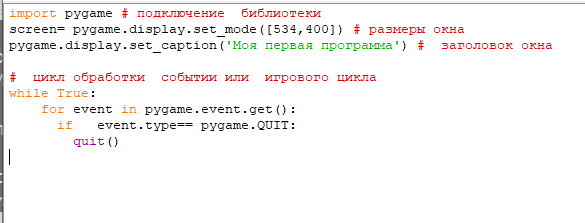 import pygame # подключение  библиотеки
screen= pygame.display.set_mode([534,400]) # размеры окна
pygame.display.set_caption('Моя первая программа') #  заголовок окна

#  цикл обработки  событии или  игрового цикла
while True:
    for event in pygame.event.get():
      if   event.type== pygame.QUIT:
        quit()